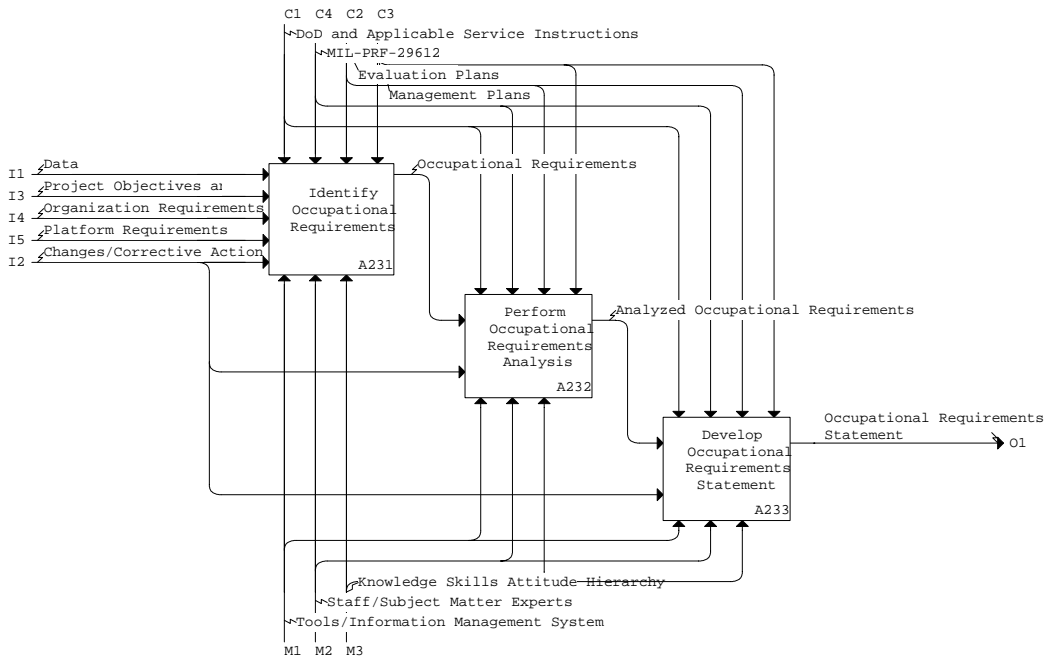 C1 C4 C2 C3
DoD and Applicable Service Instructions
MIL-PRF-29612
Evaluation Plans
Management Plans
I1 Data
I3 Project Objectives
I4 Organization Requirements
I5 Platform Requirements
I2 Changes/Corrective Action
Identify
Occupational
Requirements
A231
Occupational Requirements
Perform
Occupational
Requirements
Analysis
A232
Analyzed Occupational Requirements
Develop
Occupational
Requirements
Statement
A233
Occupational Requirements
Statement
O1
Knowledge Skills Attitude Hierarchy
Staff/Subject Matter Experts
Tools/Information Management System
M1 M2 M3